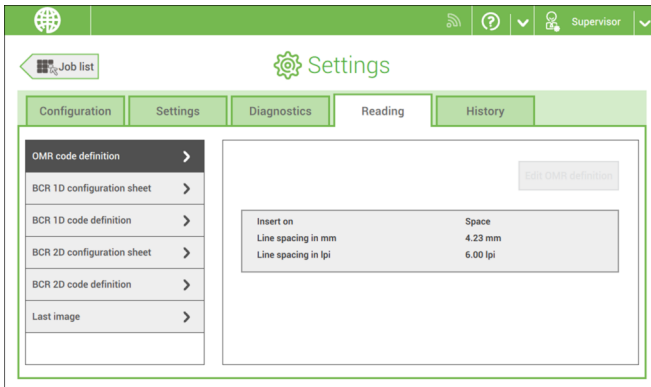 Supervisor
Job list
Settings
Configuration
Settings
Diagnostics
Reading
History
OMR code definition
BCR 1D configuration sheet
BCR 1D code definition
BCR 2D configuration sheet
BCR 2D code definition
Last image
Edit OMR definition
Insert on Space
Line spacing in mm 4.23 mm
Line spacing in lpi 6.00 lpi